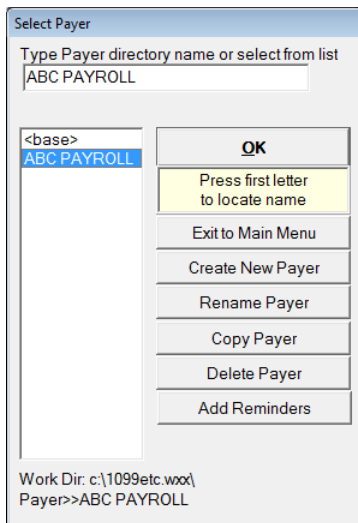 Select Payer
Type Payer directory name or select from list
ABC PAYROLL
<base>
ABC PAYROLL
OK
Press first letter
to locate name
Exit to Main Menu
Create New Payer
Rename Payer
Copy Payer
Delete Payer
Add Reminders
Work Dir: c:\1099etc.wxx\
Payer>>ABC PAYROLL